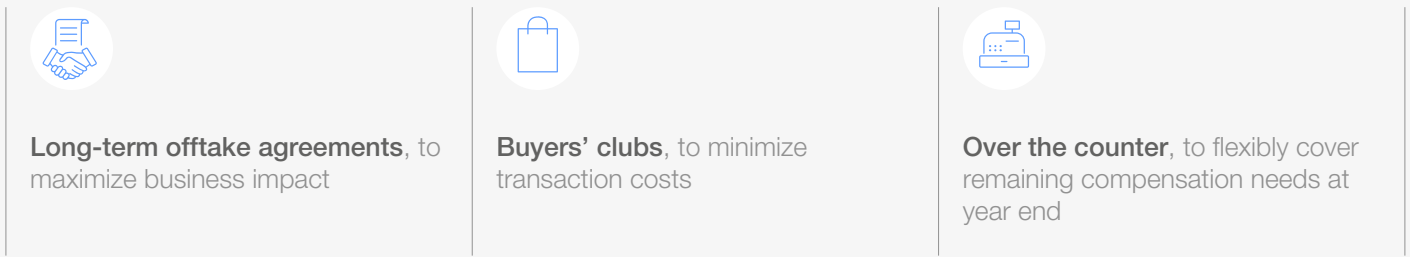 Long-term offtake agreements, to
maximize business impact
Buyers’ clubs, to minimize
transaction costs
Over the counter, to flexibly cover
remaining compensation needs at
year end